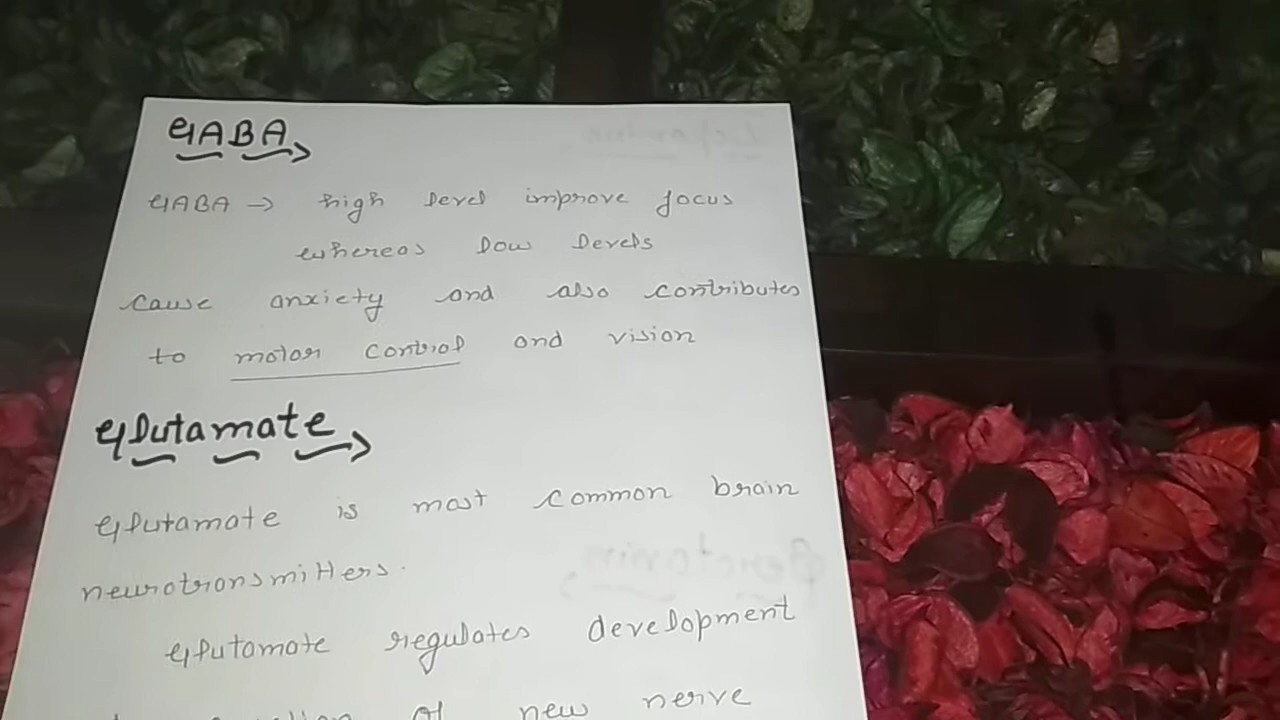 GABA
GABA → high level improve focus
whereas low levels
cause anxiety and also contributes
to motor control and vision
Glutamate
Glutamate is most common brain
neurotransmitters.
Glutamate regulates development
of new nerve